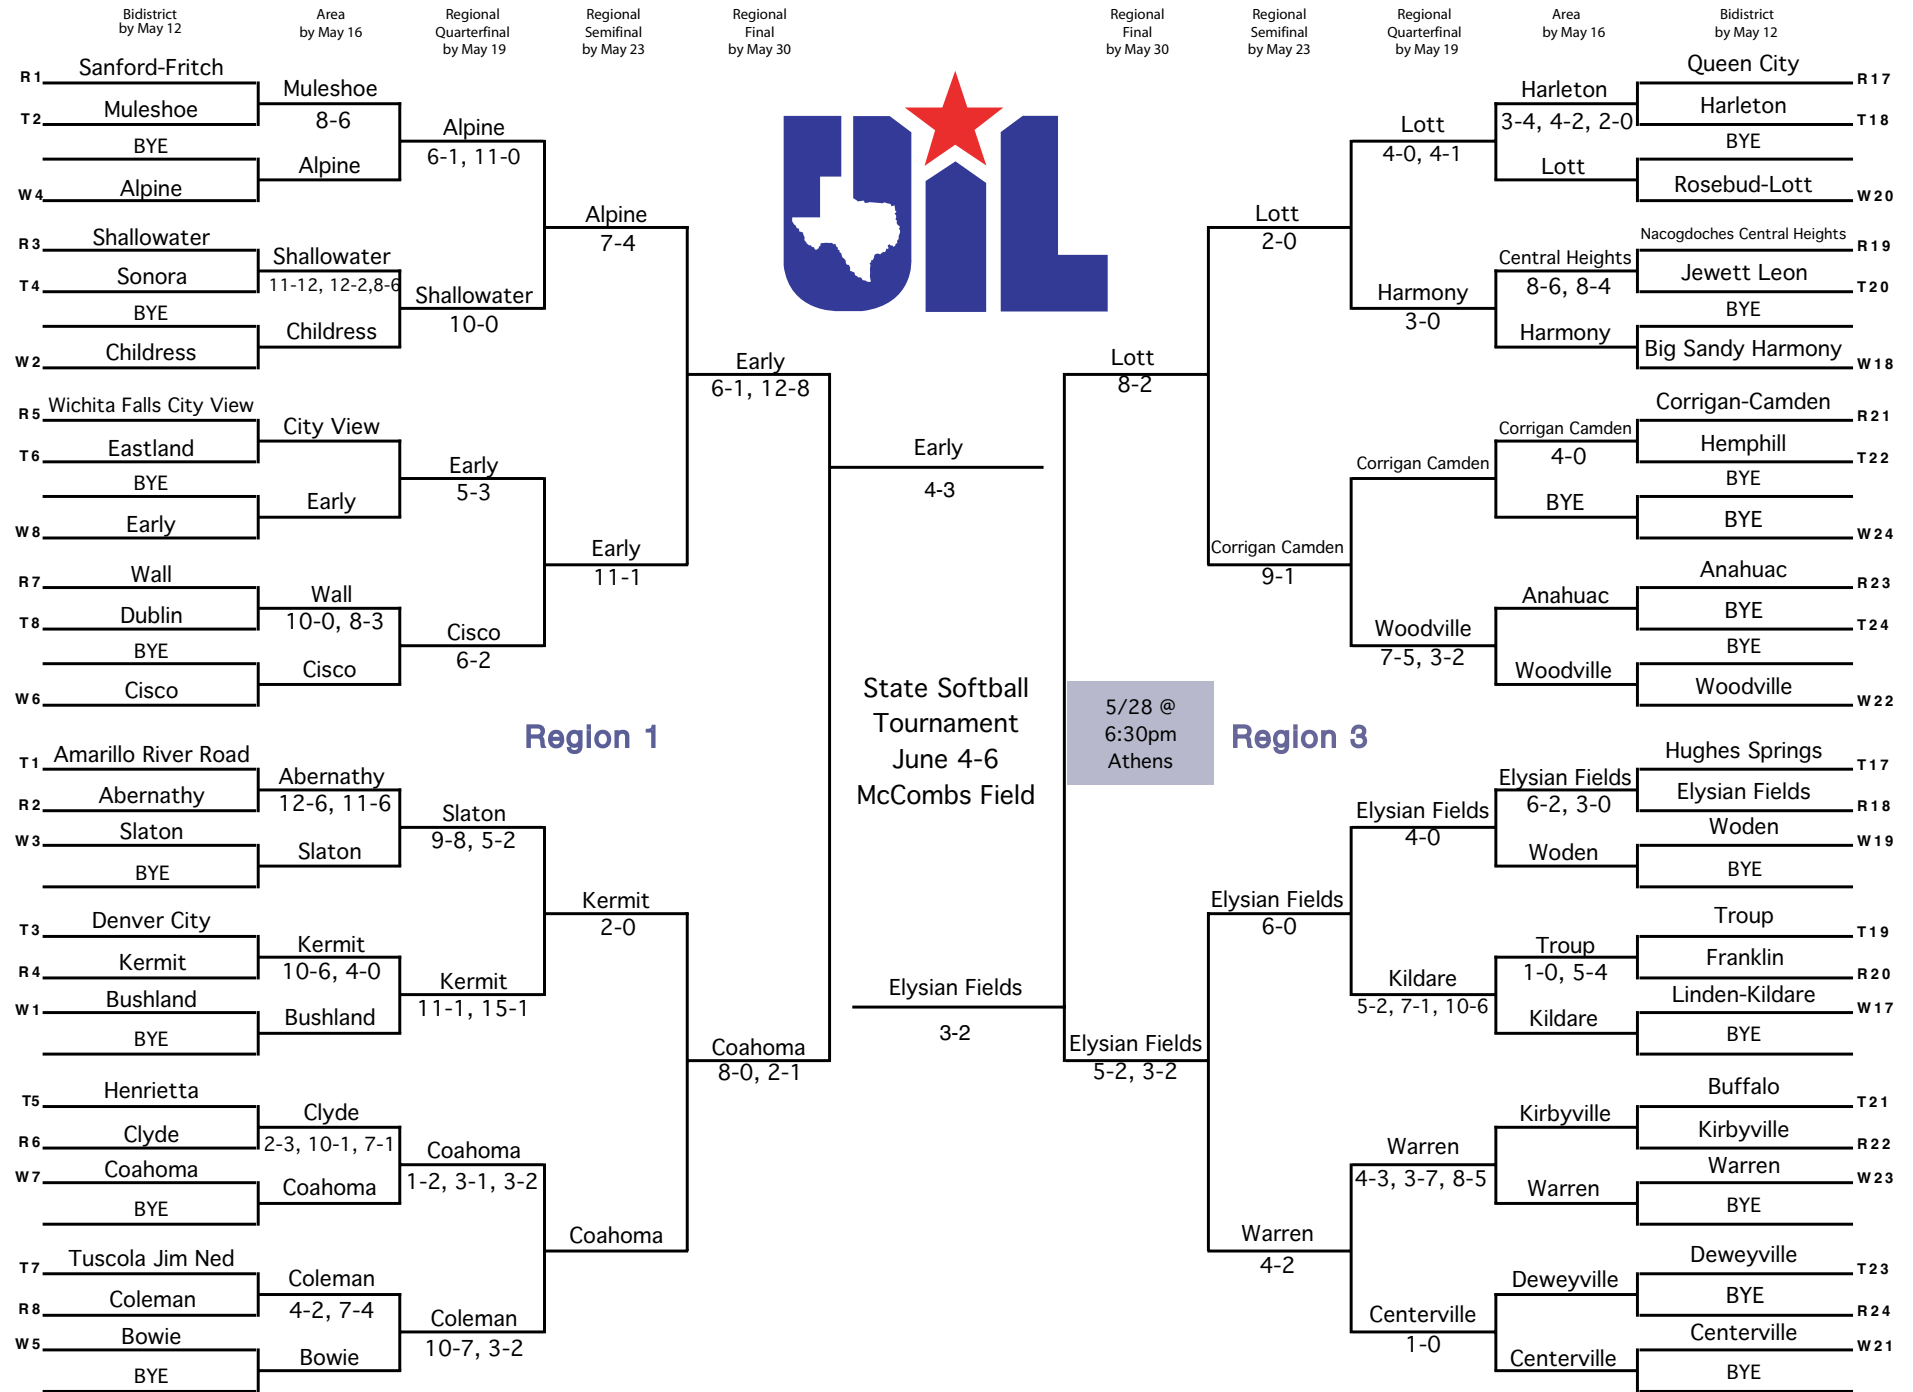 Bidistrict
by May 12
Area
by May 16
Regional
Quarterfinal
by May 19
Regional
Semifinal
by May 23
Regional
Final
by May 30
Regional
Final
by May 30
Regional
Semifinal
by May 23
Regional
Quarterfinal
by May 19
Area
by May 16
Bidistrict
by May 12
R1
Sanford-Fritch
T2
Muleshoe
BYE
W4
Alpine
R3
Shallowater
T4
Sonora
BYE
W2
Childress
R5
Wichita Falls City View
T6
Eastland
BYE
W8
Early
R7
Wall
T8
Dublin
BYE
W6
Cisco
T1
Amarillo River Road
R2
Abernathy
W3
Slaton
BYE
T3
Denver City
R4
Kermit
W1
Bushland
BYE
T5
Henrietta
R6
Clyde
W7
Coahoma
BYE
T7
Tuscola Jim Ned
R8
Coleman
W5
Bowie
BYE
Muleshoe
8-6
Alpine
Shallowater
11-12, 12-2,8-6
Childress
City View
Early
Wall
10-0, 8-3
Cisco
Abernathy
12-6, 11-6
Slaton
Kermit
10-6, 4-0
Bushland
Clyde
2-3, 10-1, 7-1
Coahoma
Coleman
4-2, 7-4
Bowie
Alpine
6-1, 11-0
Shallowater
10-0
Early
5-3
Cisco
6-2
Slaton
9-8, 5-2
Kermit
11-1, 15-1
Coahoma
1-2, 3-1, 3-2
Coleman
10-7, 3-2
Alpine
7-4
Early
11-1
Region 1
Kermit
2-0
Coahoma
Early
6-1, 12-8
Coahoma
8-0, 2-1
UIL
Early
4-3
State Softball
Tournament
June 4-6
McCombs Field
Elysian Fields
3-2
Lott
8-2
5/28 @
6:30pm
Athens
Elysian Fields
5-2, 3-2
Lott
2-0
Corrigan Camden
9-1
Region 3
Elysian Fields
6-0
Warren
4-2
Lott
4-0, 4-1
Harmony
3-0
Corrigan Camden
Woodville
7-5, 3-2
Elysian Fields
4-0
Kildare
5-2, 7-1, 10-6
Warren
4-3, 3-7, 8-5
Centerville
1-0
Harleton
3-4, 4-2, 2-0
Lott
Central Heights
8-6, 8-4
Harmony
Corrigan Camden
4-0
BYE
Anahuac
Woodville
Elysian Fields
6-2, 3-0
Woden
Troup
1-0, 5-4
Kildare
Kirbyville
Warren
Deweyville
Centerville
Queen City
R17
Harleton
T18
BYE
Rosebud-Lott
W20
Nacogdoches Central Heights
R19
Jewett Leon
T20
BYE
Big Sandy Harmony
W18
Corrigan-Camden
R21
Hemphill
T22
BYE
BYE
W24
Anahuac
R23
BYE
T24
BYE
Woodville
W22
Hughes Springs
T17
Elysian Fields
R18
Woden
W19
BYE
Troup
T19
Franklin
R20
Linden-Kildare
W17
BYE
Buffalo
T21
Kirbyville
R22
Warren
W23
BYE
Deweyville
T23
BYE
R24
Centerville
W21
BYE